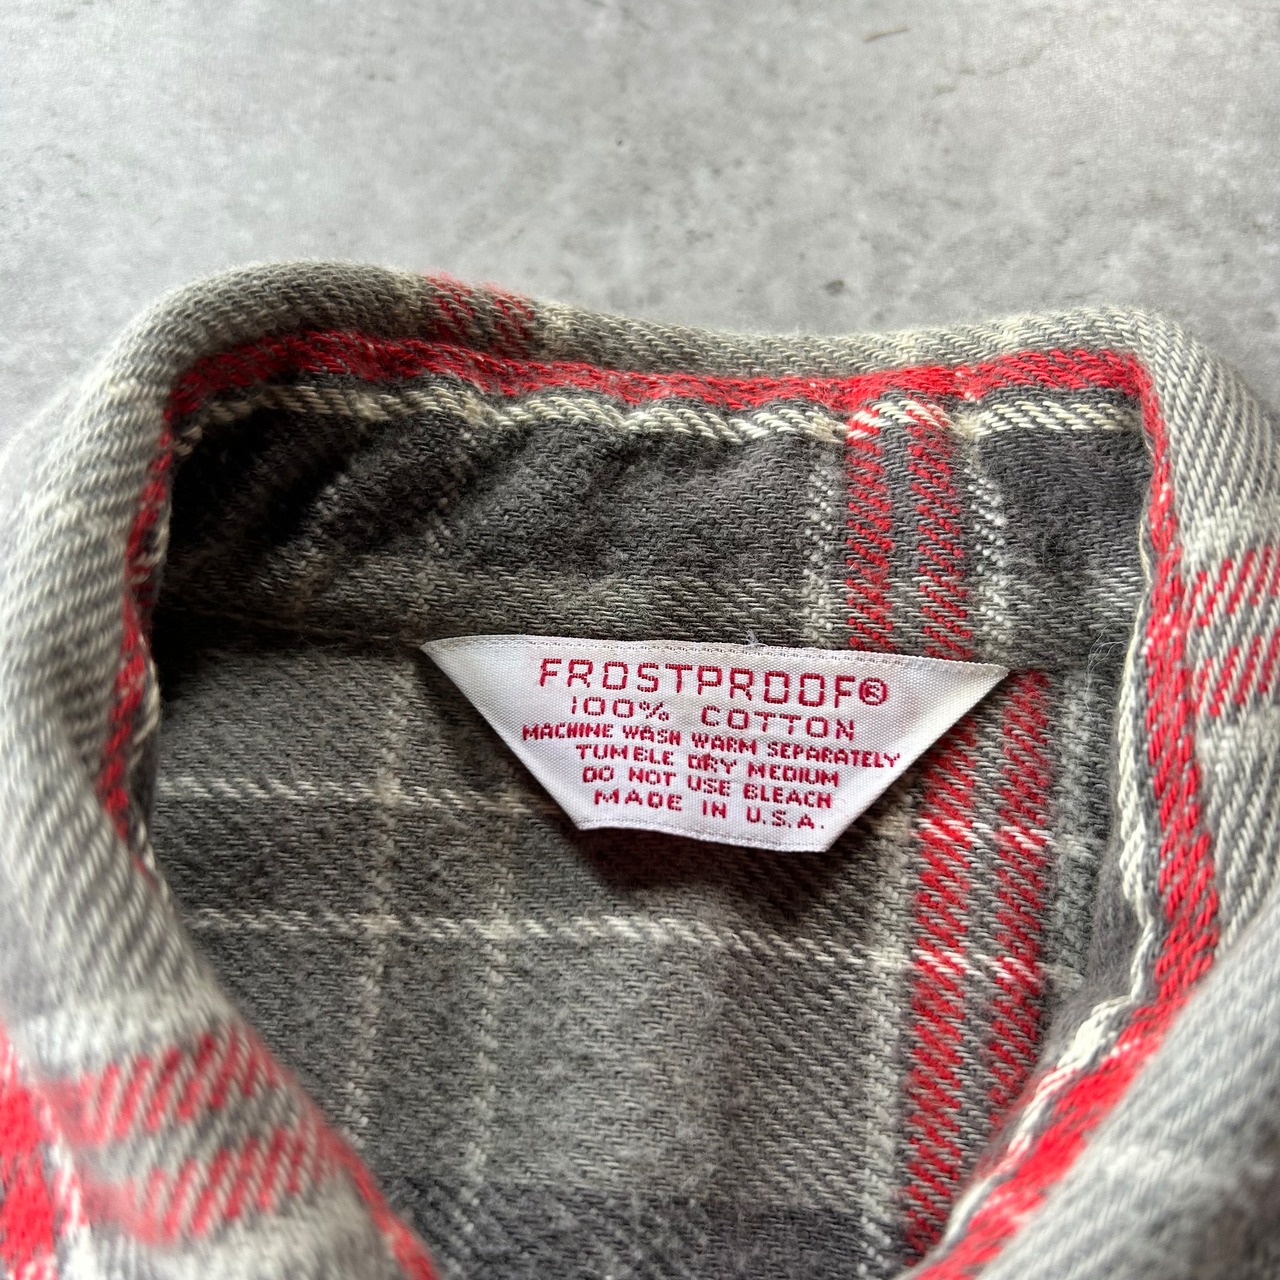 FROSTPROOF®
100% COTTON
MACHINE WASH WARM SEPARATELY
TUMBLE DRY MEDIUM
DO NOT USE BLEACH
MADE IN U.S.A.